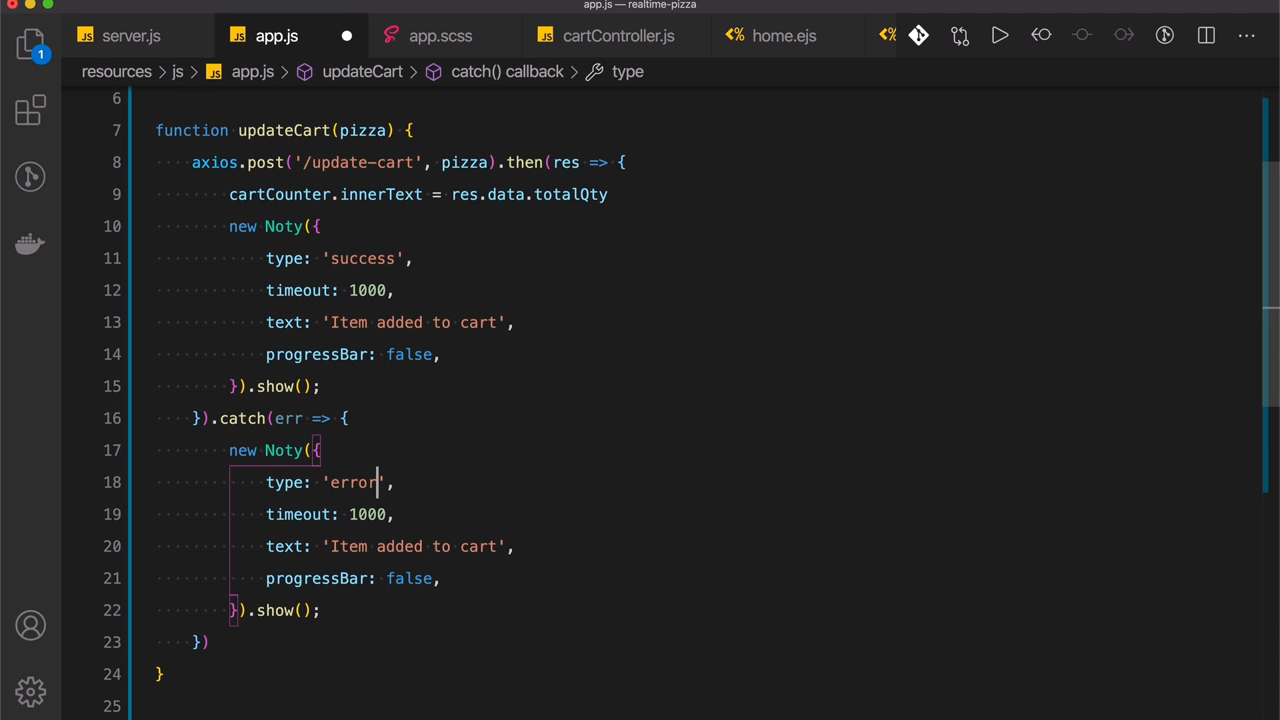 app.js — realtime-pizza
JS server.js JS app.js app.scss JS cartController.js home.ejs
1 resources > js > JS app.js > updateCart > catch() callback > type
6
7 function updateCart(pizza) {
8 axios.post('/update-cart', pizza).then(res => {
9 cartCounter.innerText = res.data.totalQty
10 new Noty({
11 type: 'success',
12 timeout: 1000,
13 text: 'Item added to cart',
14 progressBar: false,
15 }).show();
16 }).catch(err => {
17 new Noty({
18 type: 'error',
19 timeout: 1000,
20 text: 'Item added to cart',
21 progressBar: false,
22 }).show();
23 })
24 }
25